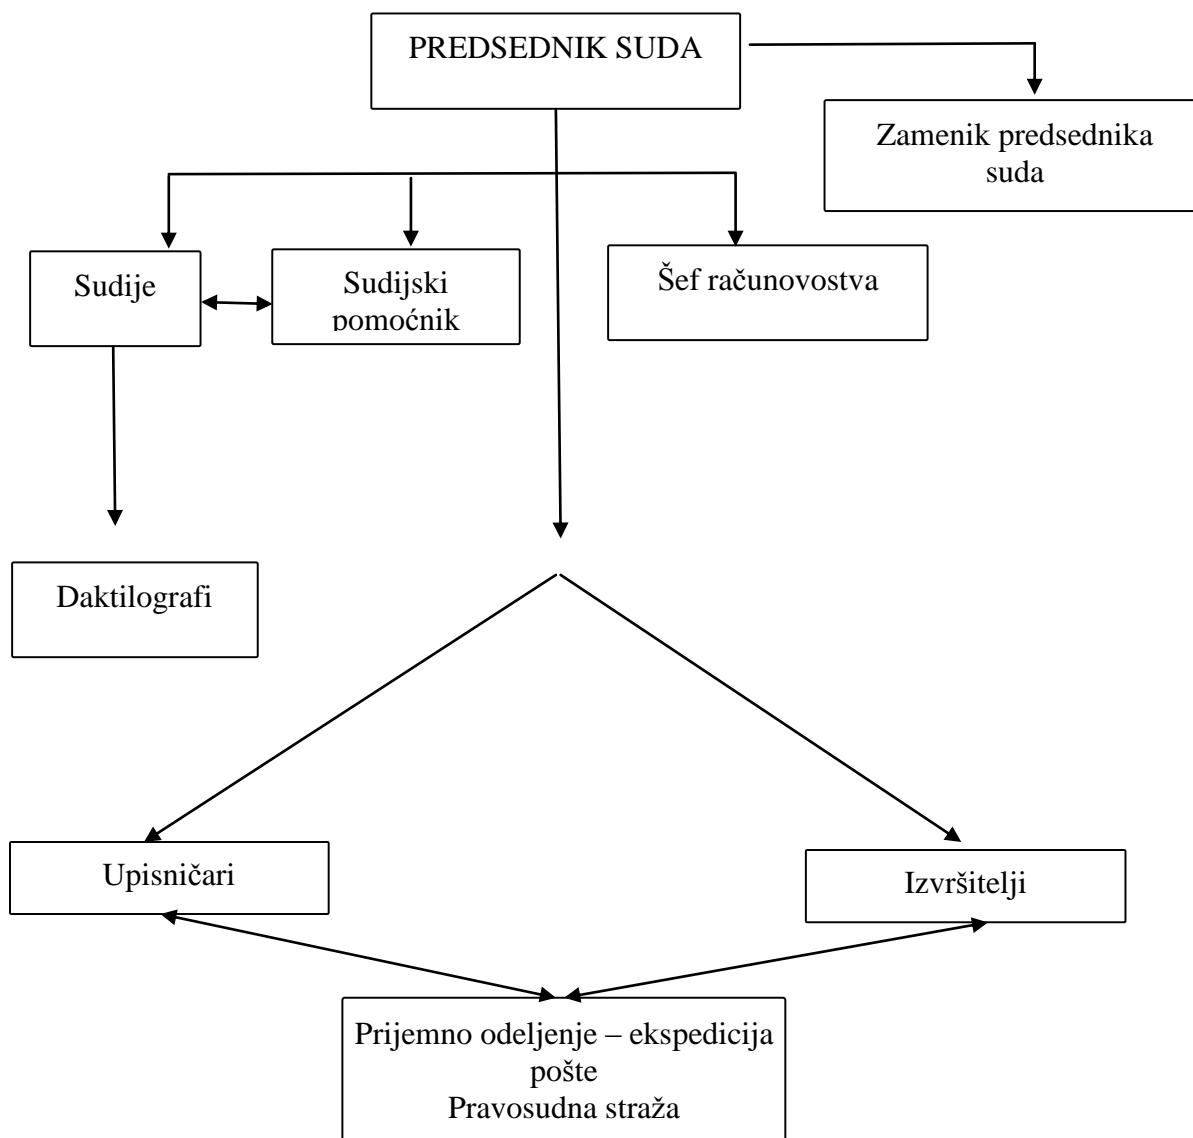 PREDSEDNIK SUDA
Zamenik predsednika
suda
Sudije
Sudijski
pomoćnik
Šef računovostva
Daktilografi
Upisničari
Izvršitelji
Prijemno odeljenje – ekspedicija
pošte
Pravosudna straža